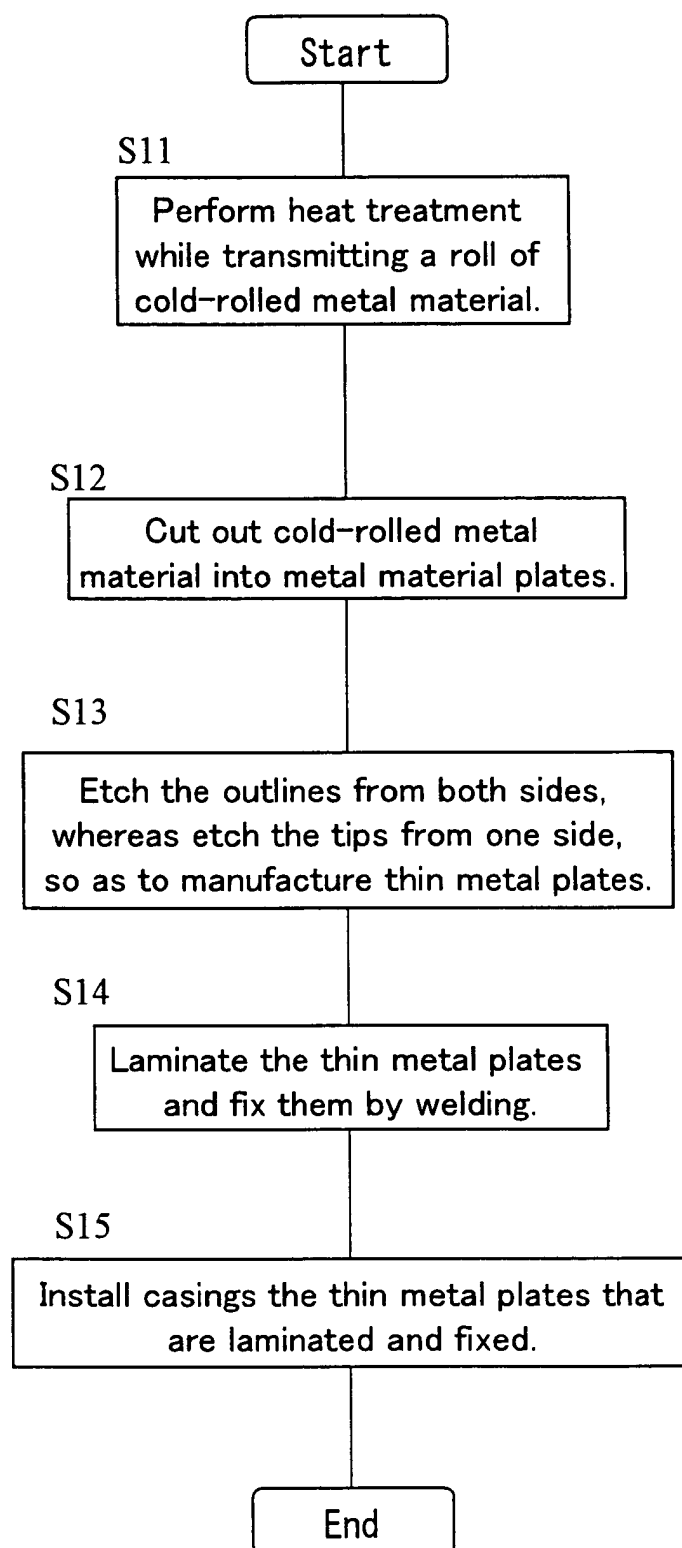 Start
S11
Perform heat treatment
while transmitting a roll of
cold-rolled metal material.
S12
Cut out cold-rolled metal
material into metal material plates.
S13
Etch the outlines from both sides,
whereas etch the tips from one side,
so as to manufacture thin metal plates.
S14
Laminate the thin metal plates
and fix them by welding.
S15
Install casings the thin metal plates that
are laminated and fixed.
End